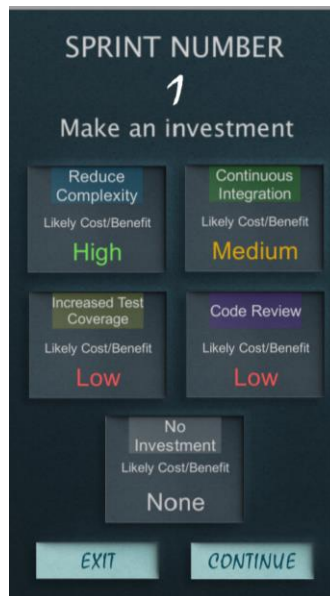 SPRINT NUMBER
1
Make an investment
Reduce
Complexity
Likely Cost/Benefit
High
Continuous
Integration
Likely Cost/Benefit
Medium
Increased Test
Coverage
Likely Cost/Benefit
Low
Code Review
Likely Cost/Benefit
Low
No
Investment
Likely Cost/Benefit
None
EXIT
CONTINUE